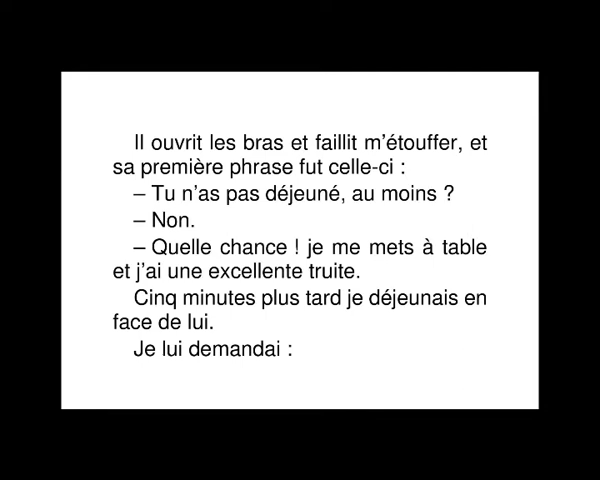 Il ouvrit les bras et faillit m’étouffer, et
sa première phrase fut celle-ci :
– Tu n’as pas déjeuné, au moins ?
– Non.
– Quelle chance ! je me mets à table
et j’ai une excellente truite.
Cinq minutes plus tard je déjeunais en
face de lui.
Je lui demandai :